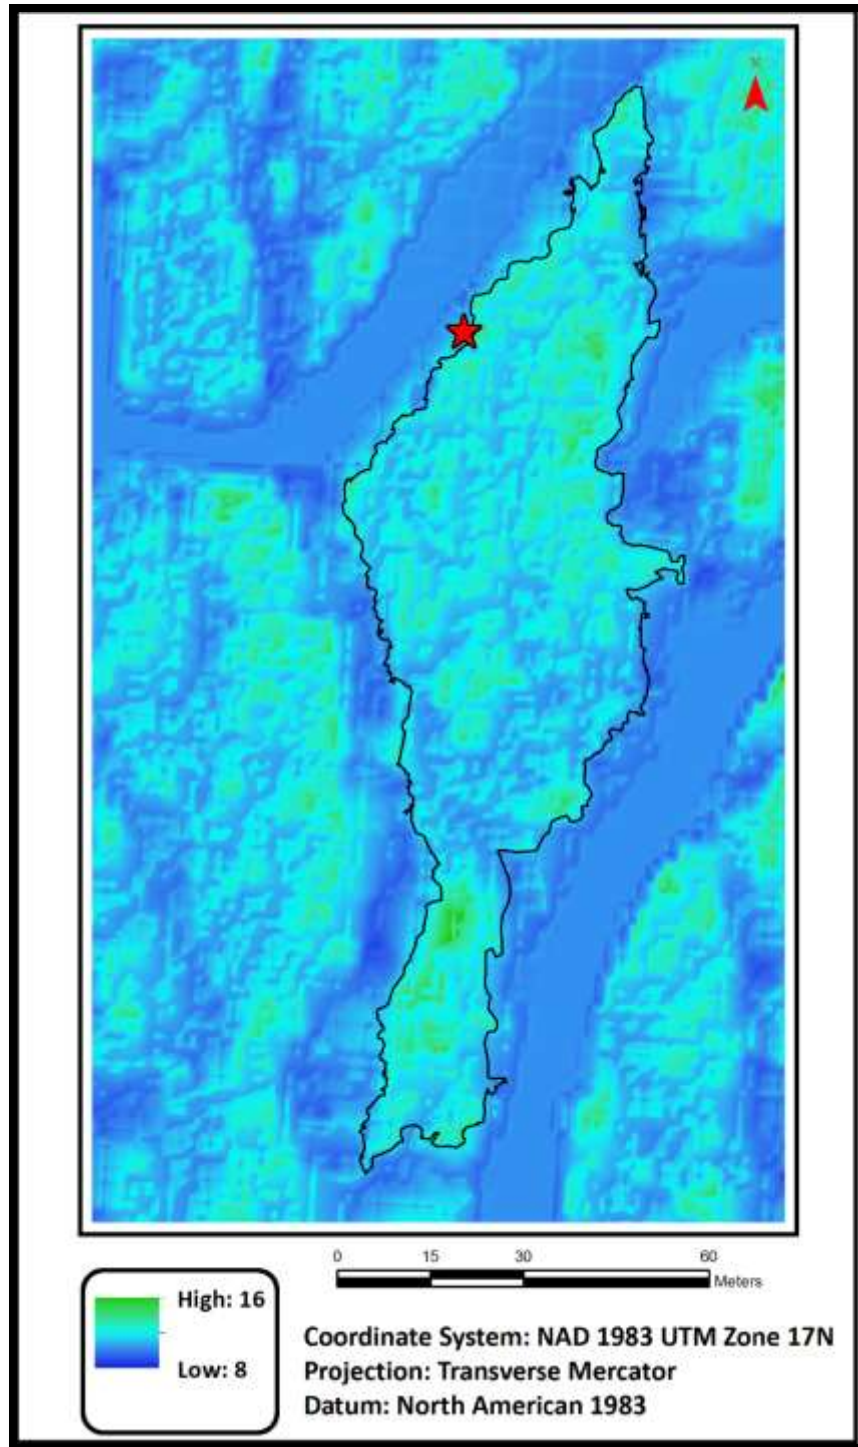 0 15 30 60
Meters
High: 16
Low: 8
Coordinate System: NAD 1983 UTM Zone 17N
Projection: Transverse Mercator
Datum: North American 1983